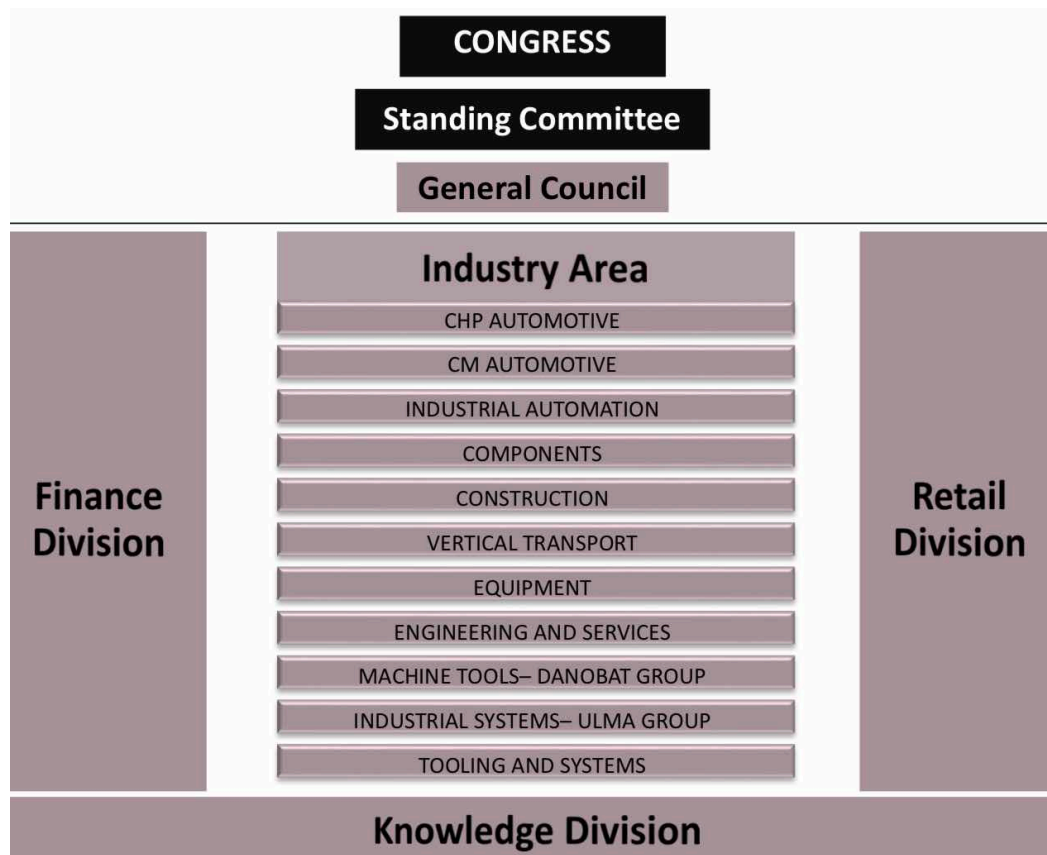 CONGRESS
Standing Committee
General Council
Industry Area
CHP AUTOMOTIVE
CM AUTOMOTIVE
INDUSTRIAL AUTOMATION
COMPONENTS
CONSTRUCTION
VERTICAL TRANSPORT
EQUIPMENT
ENGINEERING AND SERVICES
MACHINE TOOLS– DANOBAT GROUP
INDUSTRIAL SYSTEMS– ULMA GROUP
TOOLING AND SYSTEMS
Finance
Division
Retail
Division
Knowledge Division